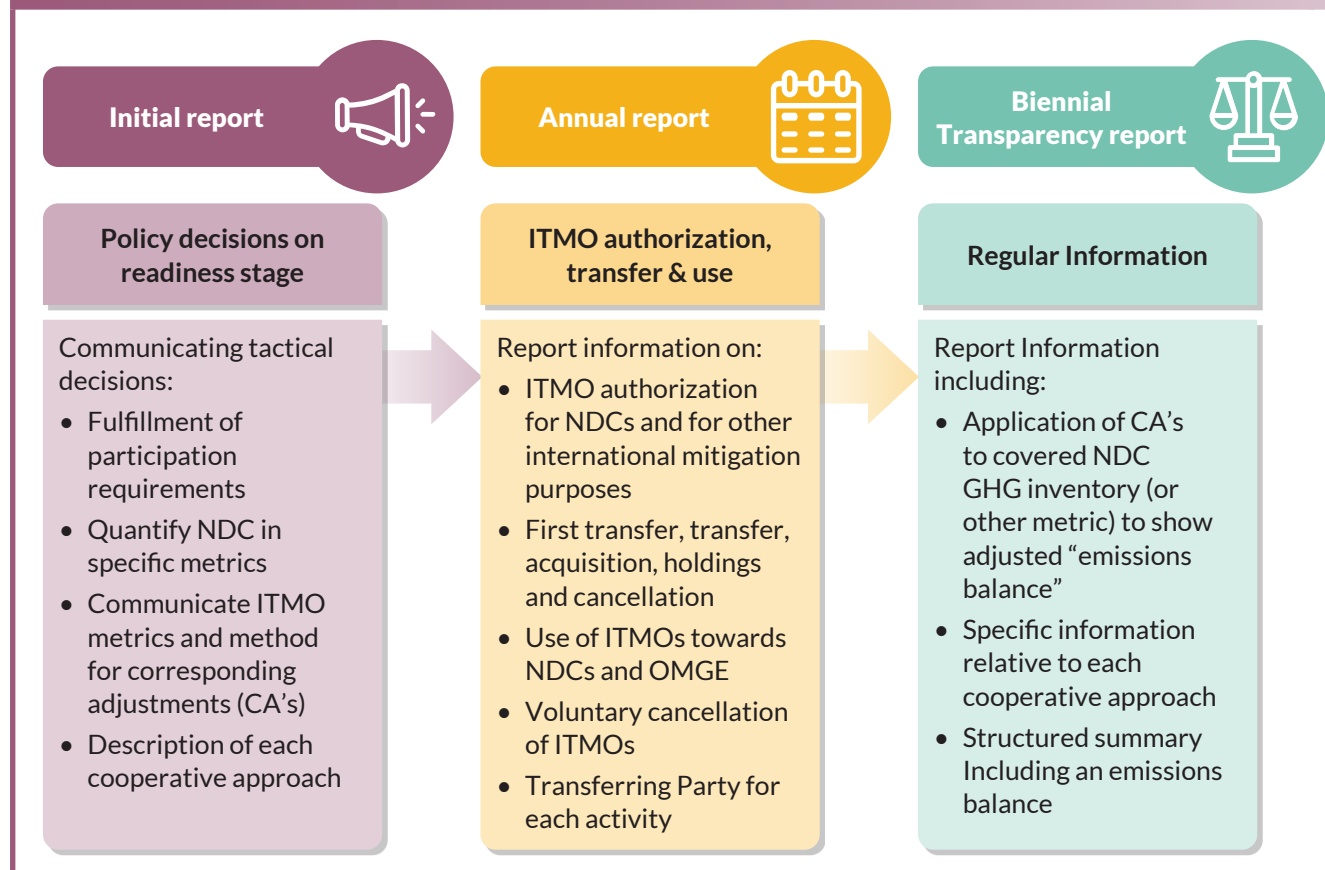 Initial report
Annual report
Biennial
Transparency report
Policy decisions on
readiness stage
Communicating tactical
decisions:
• Fulfillment of
participation
requirements
• Quantify NDC in
specific metrics
• Communicate ITMO
metrics and method
for corresponding
adjustments (CA's)
• Description of each
cooperative approach
ITMO authorization,
transfer & use
Report information on:
• ITMO authorization
for NDCs and for other
international mitigation
purposes
• First transfer, transfer,
acquisition, holdings
and cancellation
• Use of ITMOs towards
NDCs and OMGE
• Voluntary cancellation
of ITMOs
• Transferring Party for
each activity
Regular Information
Report Information
including:
• Application of CA's
to covered NDC
GHG inventory (or
other metric) to show
adjusted “emissions
balance”
• Specific information
relative to each
cooperative approach
• Structured summary
Including an emissions
balance